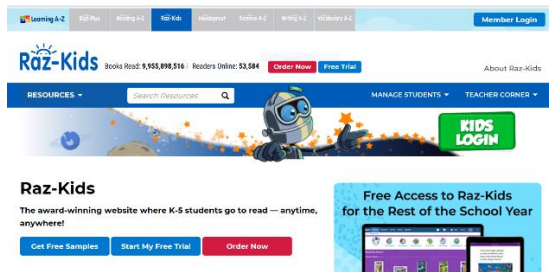 Learning A-Z Raz-Plus Reading A-Z Raz-Kids Headsprout Science A-Z Writing A-Z Vocabulary A-Z Member Login
Raz-Kids Books Read: 9,955,898,516 Readers Online: 53,584 Order Now Free Trial About Raz-Kids
RESOURCES Search Resources MANAGE STUDENTS TEACHER CORNER
KIDS
LOGIN
Raz-Kids
The award-winning website where K-5 students go to read — anytime,
anywhere!
Get Free Samples Start My Free Trial Order Now
Free Access to Raz-Kids
for the Rest of the School Year